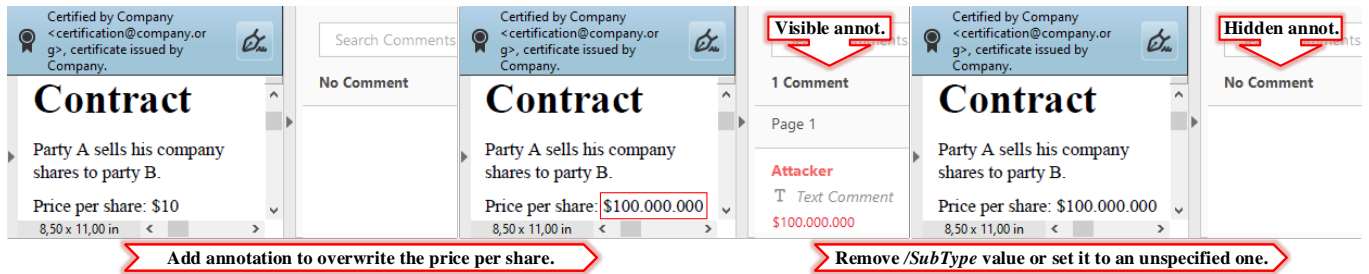 Certified by Company
<certification@company.or
g>, certificate issued by
Company.
Search Comments
No Comment
Contract
Party A sells his company
shares to party B.
Price per share: $10
8,50 x 11,00 in
Certified by Company
<certification@company.or
g>, certificate issued by
Company.
Visible annot.
1 Comment
Page 1
Attacker
T Text Comment
$100.000.000
Contract
Party A sells his company
shares to party B.
Price per share: $100.000.000
8,50 x 11,00 in
Certified by Company
<certification@company.or
g>, certificate issued by
Company.
Hidden annot.
No Comment
Contract
Party A sells his company
shares to party B.
Price per share: $100.000.000
8,50 x 11,00 in
Add annotation to overwrite the price per share.
Remove /SubType value or set it to an unspecified one.